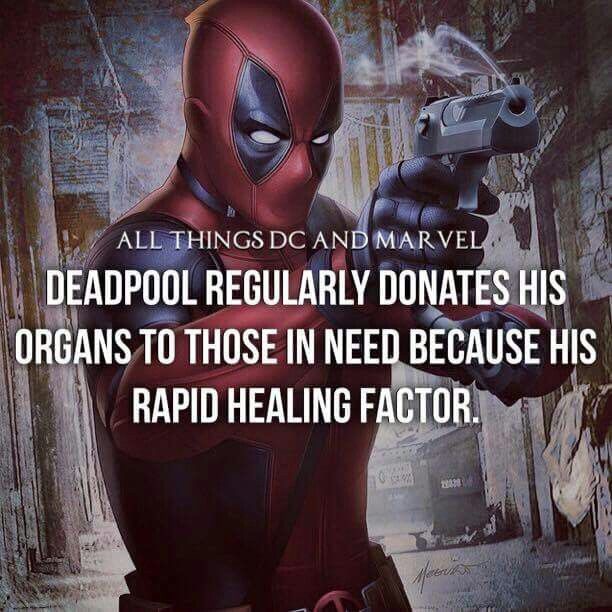 ALL THINGS DC AND MARVEL
DEADPOOL REGULARLY DONATES HIS
ORGANS TO THOSE IN NEED BECAUSE HIS
RAPID HEALING FACTOR.